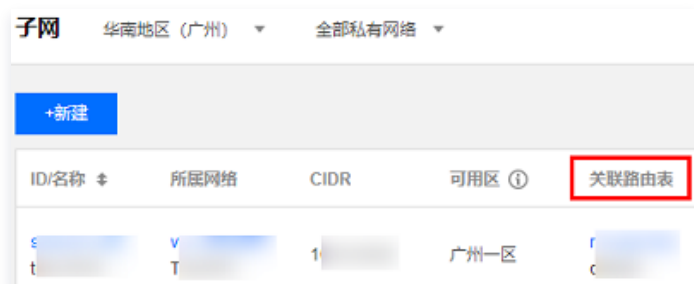 子网 华南地区（广州） 全部私有网络
+新建
ID/名称 所属网络 CIDR 可用区 关联路由表
广州一区